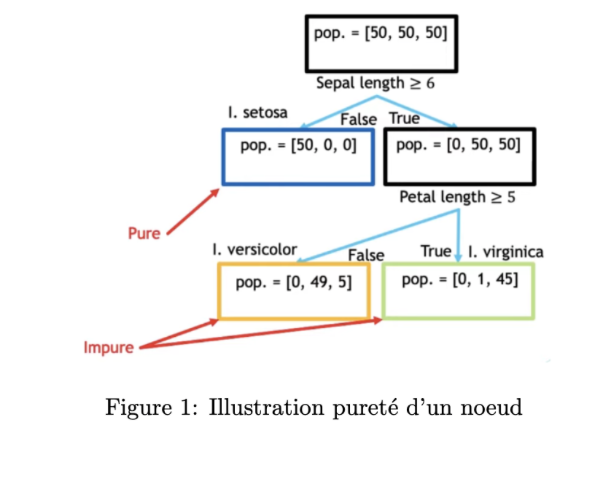 pop. = [50, 50, 50]
Sepal length ≥ 6
I. setosa
False True
pop. = [50, 0, 0]
pop. = [0, 50, 50]
Petal length ≥ 5
Pure
I. versicolor
False
True
I. virginica
pop. = [0, 49, 5]
pop. = [0, 1, 45]
Impure
Figure 1: Illustration pureté d'un noeud